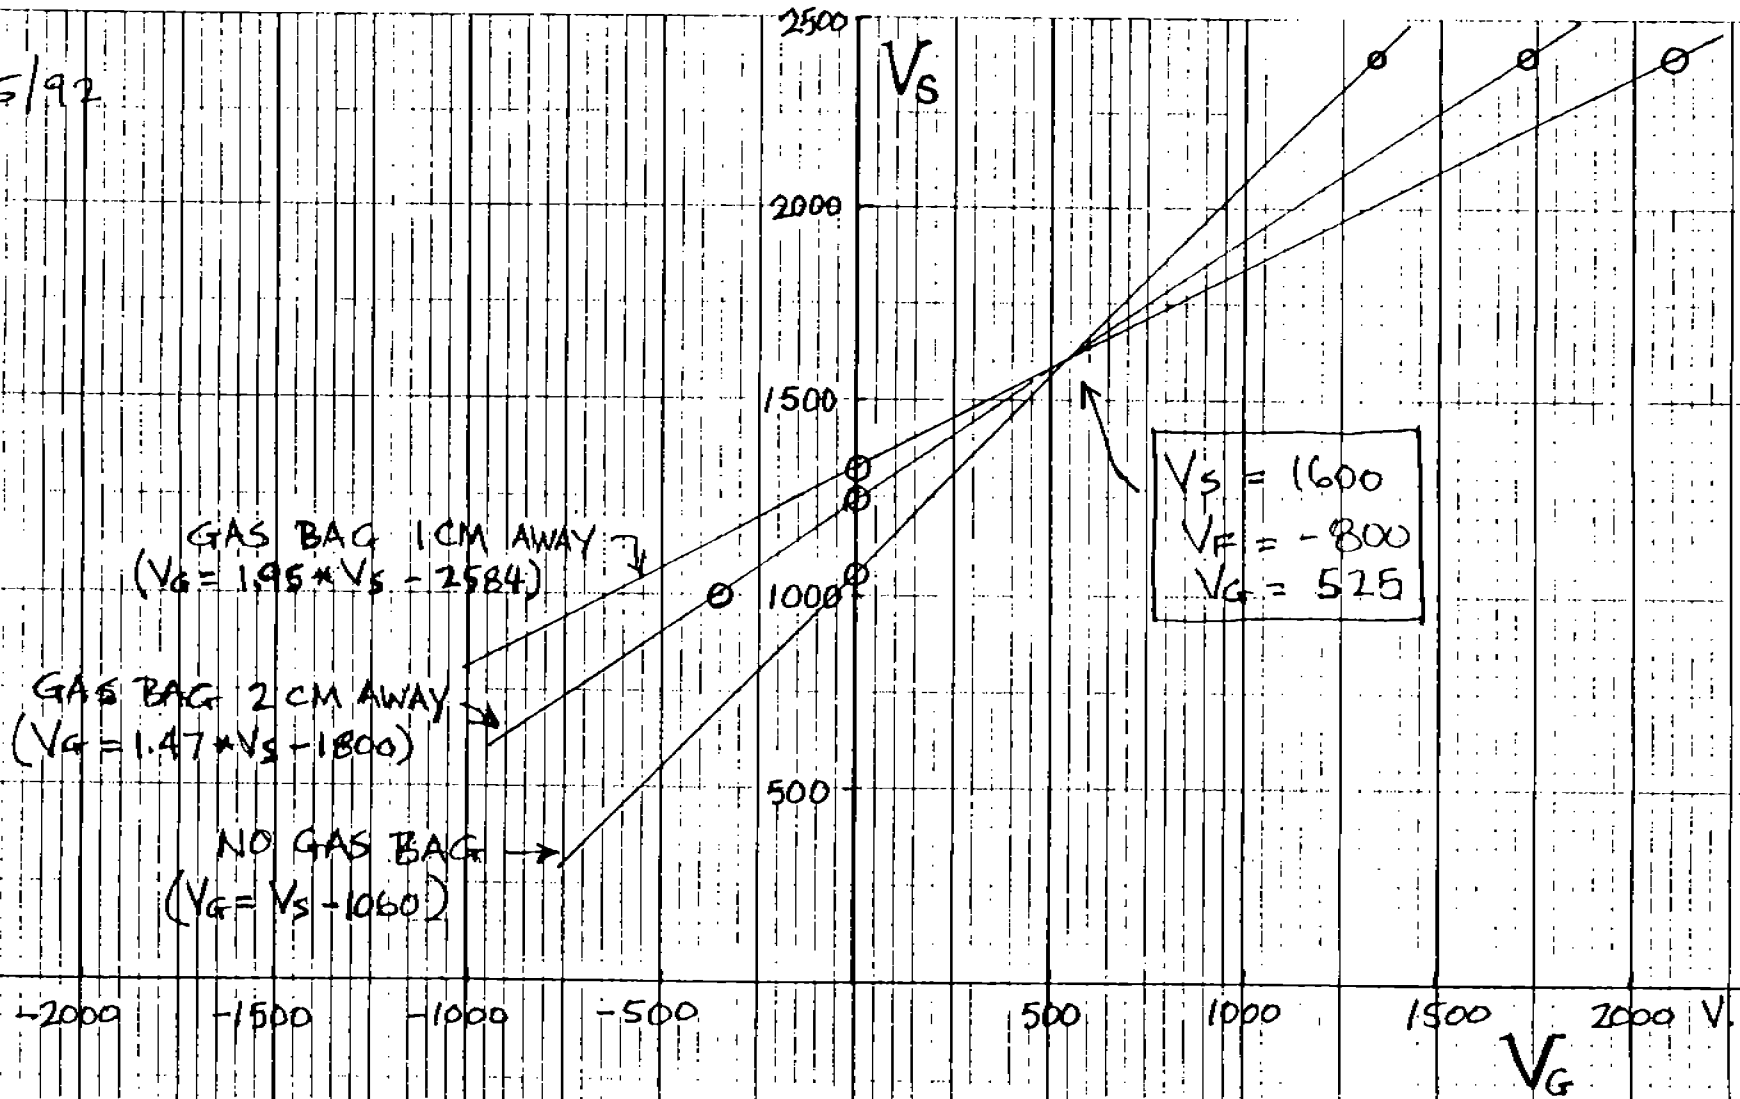 5/92
2500
VS
2000
1500
VS = 1600
VF = -800
VG = 525
GAS BAG 1 CM AWAY
(VG = 1.95*VS - 2584)
1000
GAS BAG 2 CM AWAY
(VG = 1.47*VS - 1800)
500
NO GAS BAG
(VG = VS - 1060)
-2000 -1500 -1000 -500 500 1000 1500 2000 V.
VG